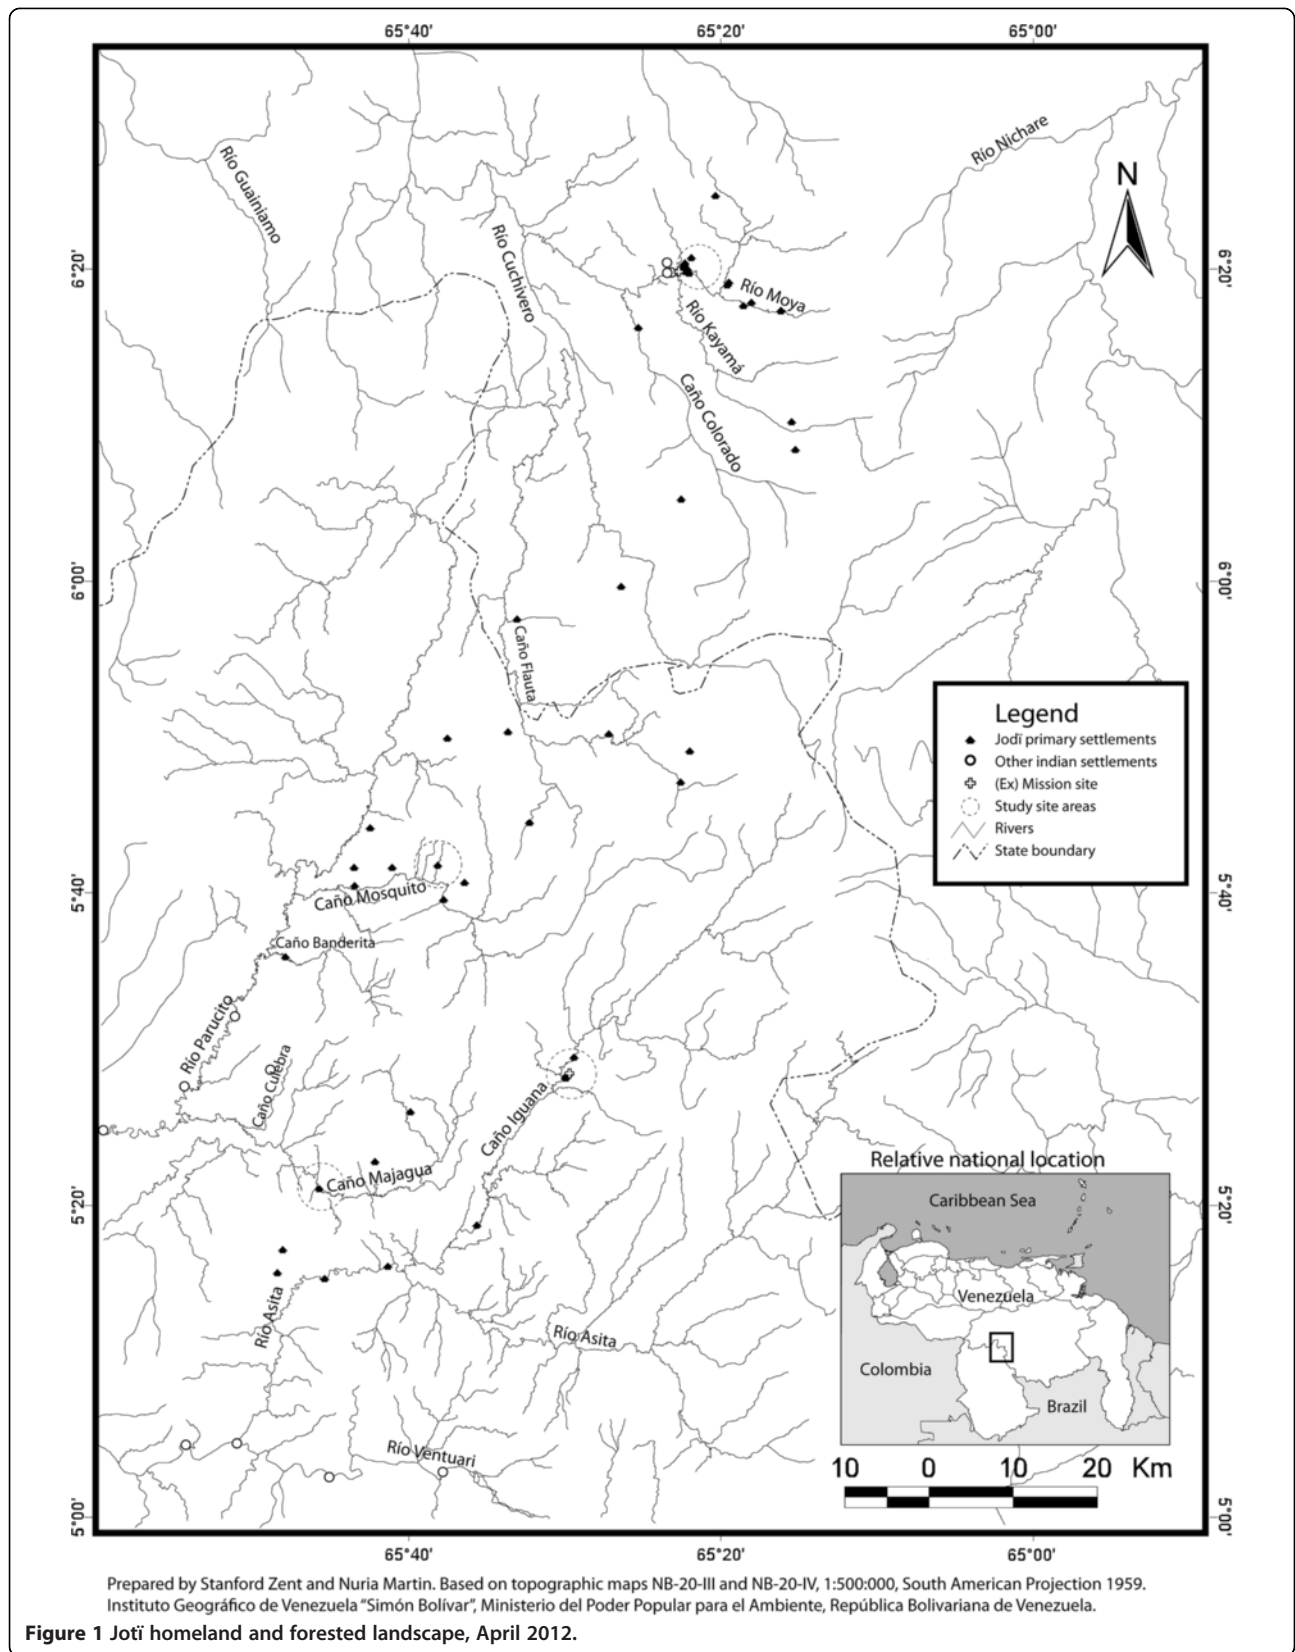 65°40'
65°20'
65°00'
Río Nichare
Río Guainiamo
N
Río Cuchivero
6°20'
6°20'
Río Moya
Río Kayamá
Caño Colorado
6°00'
6°00'
Caño Flauta
Legend
Jodï primary settlements
Other indian settlements
(Ex) Mission site
Study site areas
Rivers
State boundary
5°40'
5°40'
Caño Mosquito
Caño Banderita
Río Parucito
Caño Culebra
Caño Iguana
Caño Majagua
Relative national location
5°20'
5°20'
Caribbean Sea
Venezuela
Río Asita
Río Asita
Colombia
Brazil
Río Ventuari
10 0 10 20 Km
5°00'
5°00'
65°40'
65°20'
65°00'
Prepared by Stanford Zent and Nuria Martin. Based on topographic maps NB-20-III and NB-20-IV, 1:500:000, South American Projection 1959.
Instituto Geográfico de Venezuela “Simón Bolívar”, Ministerio del Poder Popular para el Ambiente, República Bolivariana de Venezuela.
Figure 1 Jotï homeland and forested landscape, April 2012.